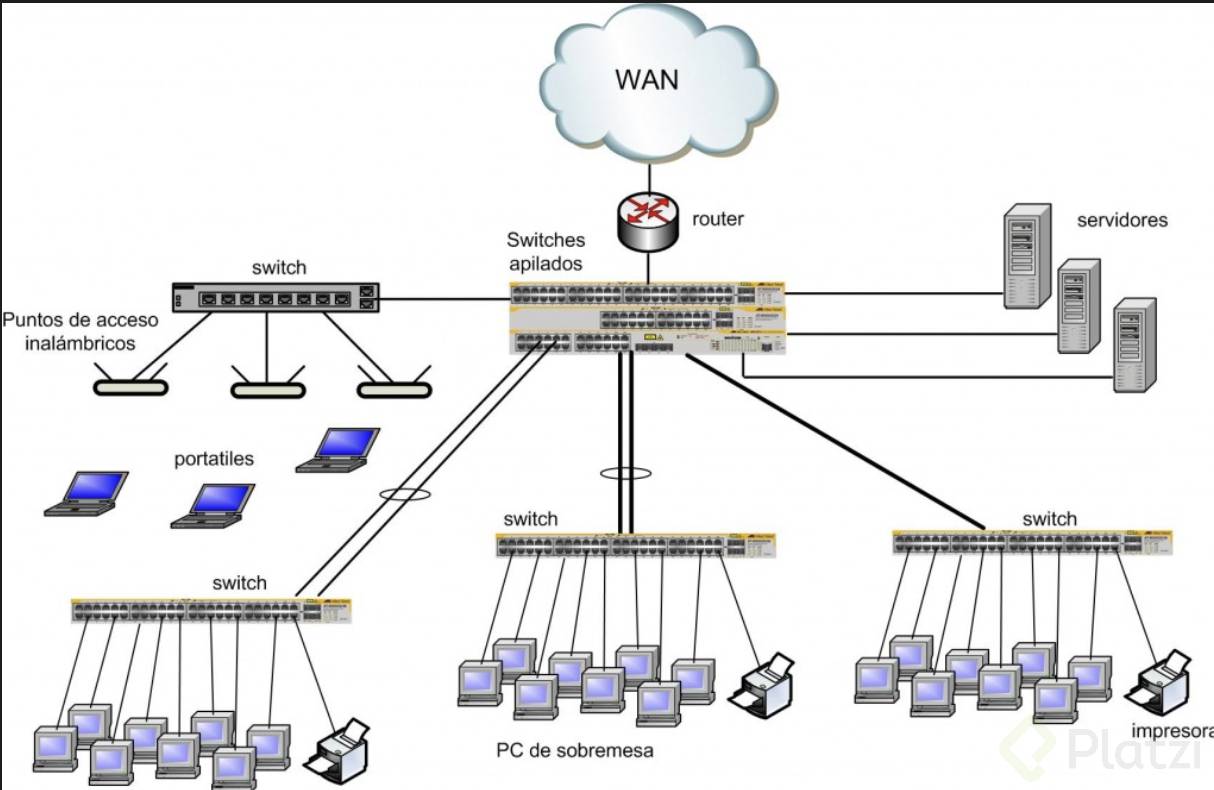 WAN
router
servidores
Switches
apilados
switch
Puntos de acceso
inalámbricos
portatiles
switch
switch
switch
PC de sobremesa
impresora
Platzi